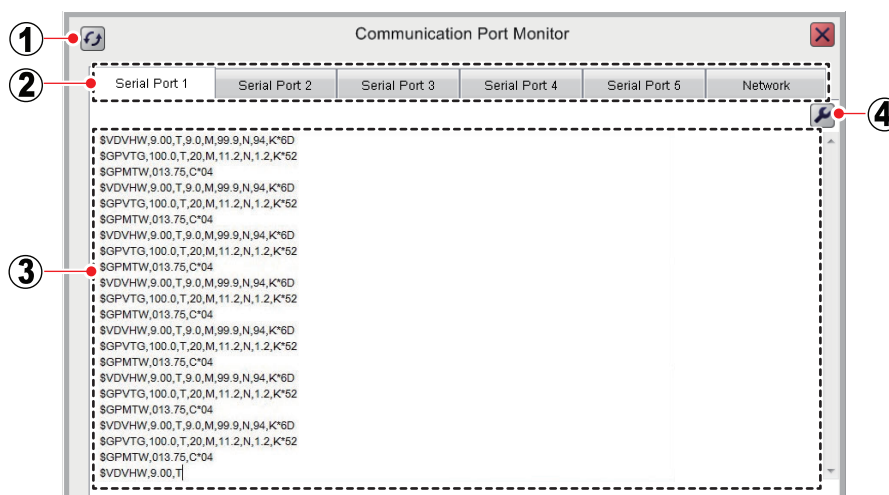 1
Communication Port Monitor
2
Serial Port 1 Serial Port 2 Serial Port 3 Serial Port 4 Serial Port 5 Network
4
$VDVHW,9.00,T,9.0,M,99.9,N,94,K*6D
$GPVTG,100.0,T,20,M,11.2,N,1.2,K*52
$GPMTW,013.75,C*04
$VDVHW,9.00,T,9.0,M,99.9,N,94,K*6D
$GPVTG,100.0,T,20,M,11.2,N,1.2,K*52
$GPMTW,013.75,C*04
$VDVHW,9.00,T,9.0,M,99.9,N,94,K*6D
$GPVTG,100.0,T,20,M,11.2,N,1.2,K*52
3
$GPMTW,013.75,C*04
$VDVHW,9.00,T,9.0,M,99.9,N,94,K*6D
$GPVTG,100.0,T,20,M,11.2,N,1.2,K*52
$GPMTW,013.75,C*04
$VDVHW,9.00,T,9.0,M,99.9,N,94,K*6D
$GPVTG,100.0,T,20,M,11.2,N,1.2,K*52
$GPMTW,013.75,C*04
$VDVHW,9.00,T,9.0,M,99.9,N,94,K*6D
$GPVTG,100.0,T,20,M,11.2,N,1.2,K*52
$GPMTW,013.75,C*04
$VDVHW,9.00,T,9.0,M,99.9,N,94,K*6D
$GPVTG,100.0,T,20,M,11.2,N,1.2,K*52
$GPMTW,013.75,C*04
$VDVHW,9.00,T